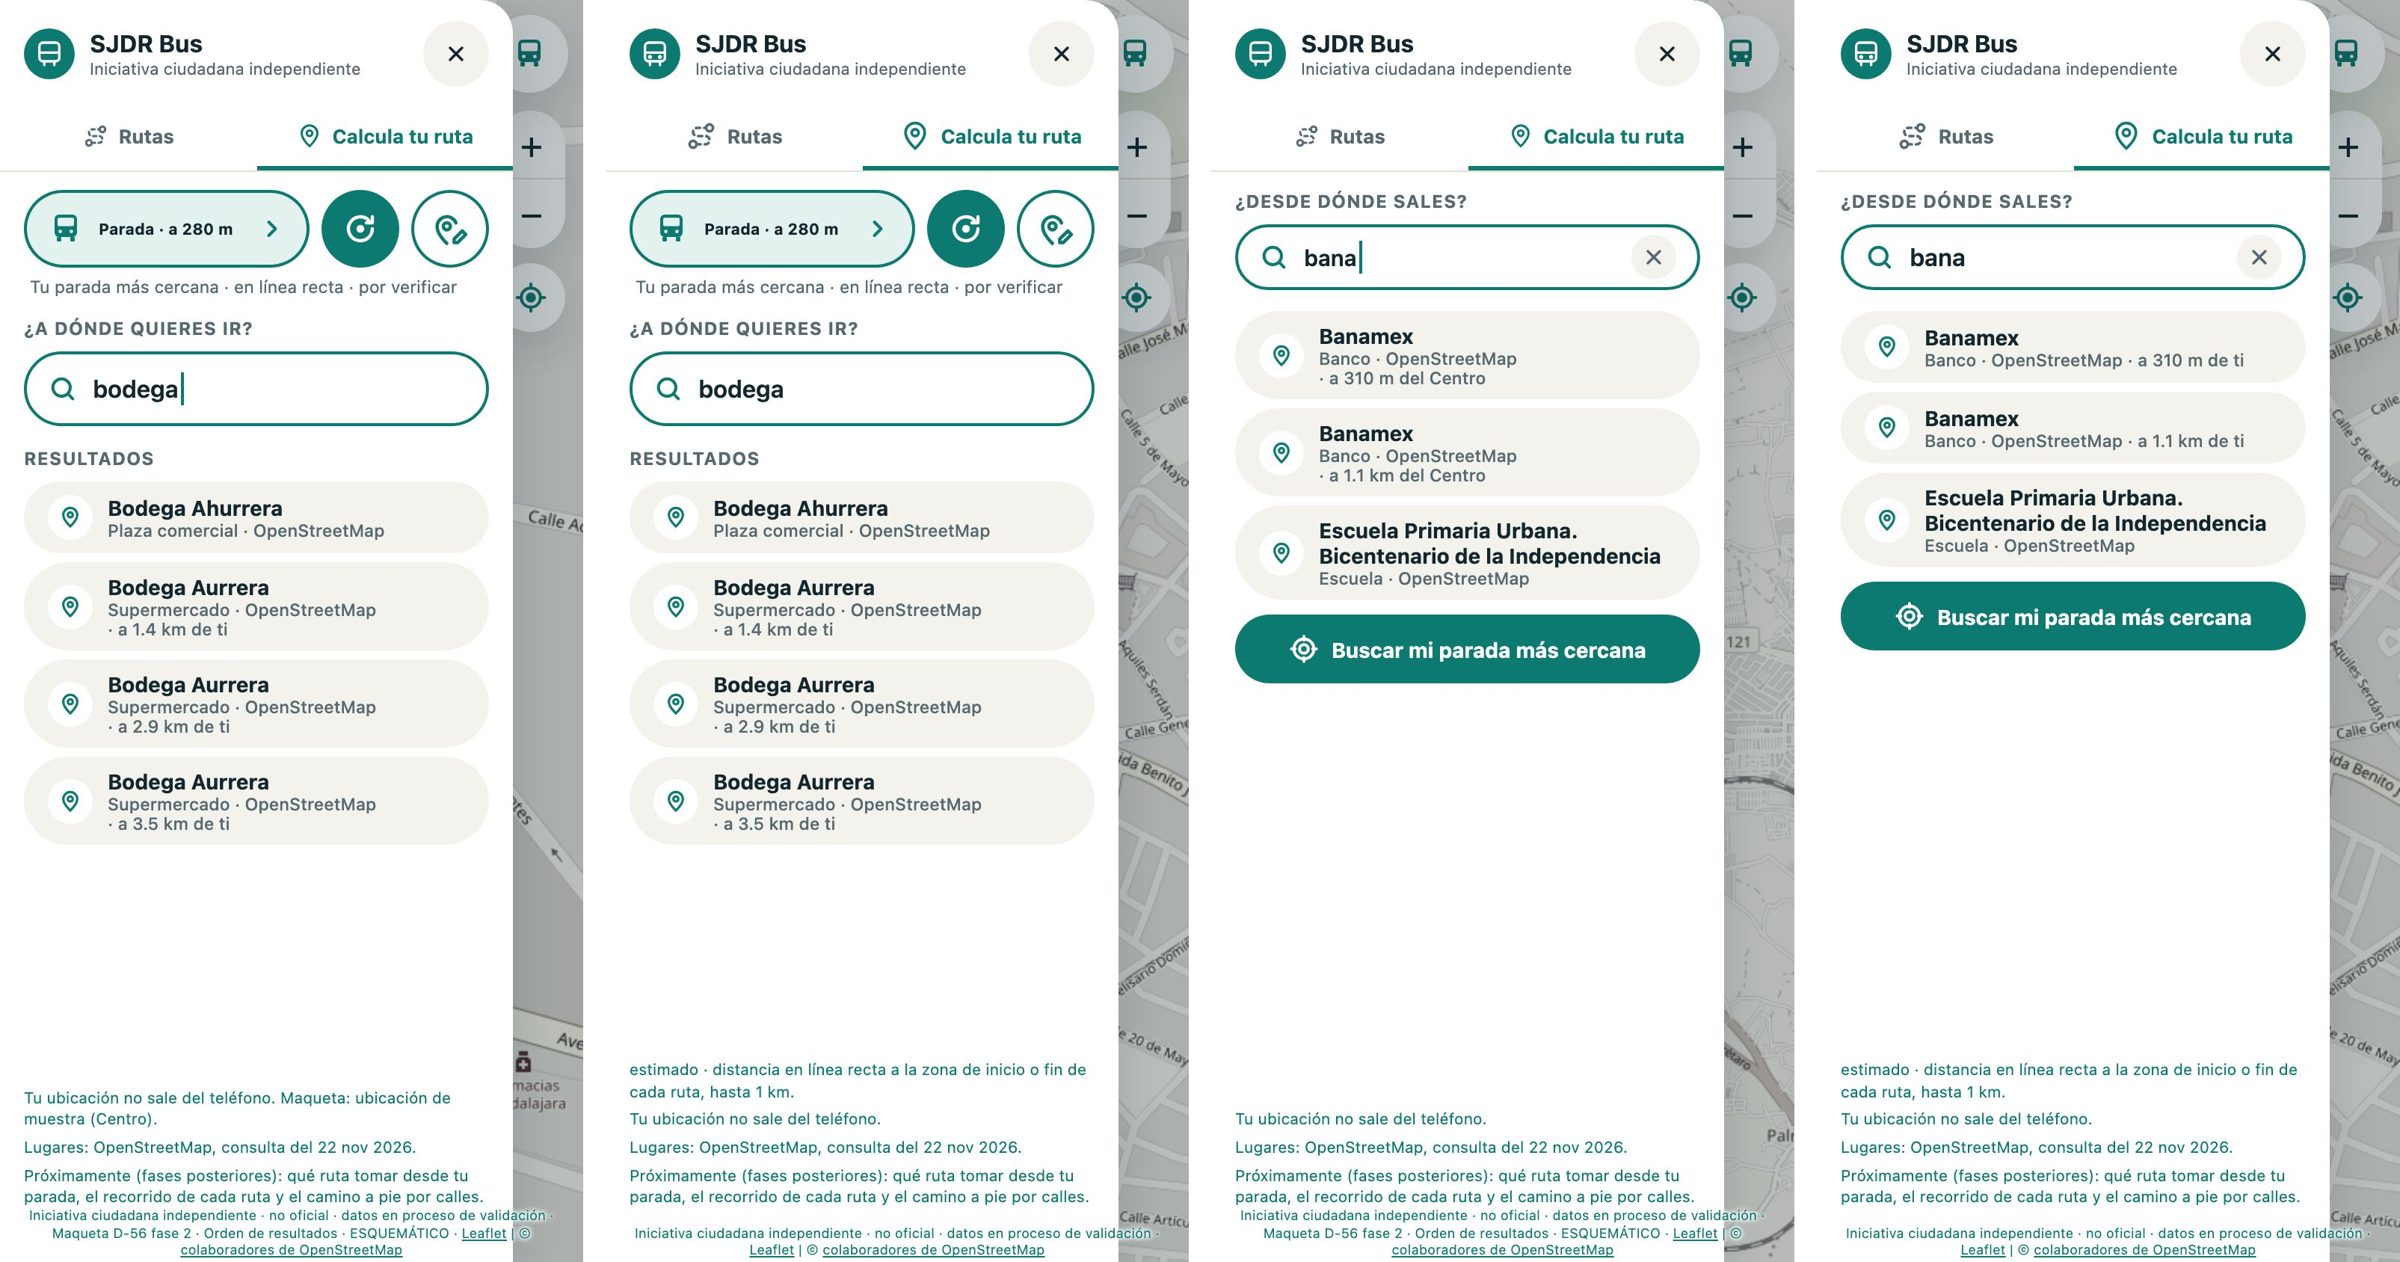 SJDR Bus
Iniciativa ciudadana independiente
Rutas
Calcula tu ruta
Parada · a 280 m
Tu parada más cercana · en línea recta · por verificar
¿A DÓNDE QUIERES IR?
bodega
RESULTADOS
Bodega Ahurrera
Plaza comercial · OpenStreetMap
Bodega Aurrera
Supermercado · OpenStreetMap
· a 1.4 km de ti
Bodega Aurrera
Supermercado · OpenStreetMap
· a 2.9 km de ti
Bodega Aurrera
Supermercado · OpenStreetMap
· a 3.5 km de ti
Tu ubicación no sale del teléfono. Maqueta: ubicación de
muestra (Centro).
Lugares: OpenStreetMap, consulta del 22 nov 2026.
Próximamente (fases posteriores): qué ruta tomar desde tu
parada, el recorrido de cada ruta y el camino a pie por calles.
Iniciativa ciudadana independiente · no oficial · datos en proceso de validación ·
Maqueta D-56 fase 2 · Orden de resultados · ESQUEMÁTICO · Leaflet | ©
colaboradores de OpenStreetMap
SJDR Bus
Iniciativa ciudadana independiente
Rutas
Calcula tu ruta
Parada · a 280 m
Tu parada más cercana · en línea recta · por verificar
¿A DÓNDE QUIERES IR?
bodega
RESULTADOS
Bodega Ahurrera
Plaza comercial · OpenStreetMap
Bodega Aurrera
Supermercado · OpenStreetMap
· a 1.4 km de ti
Bodega Aurrera
Supermercado · OpenStreetMap
· a 2.9 km de ti
Bodega Aurrera
Supermercado · OpenStreetMap
· a 3.5 km de ti
estimado · distancia en línea recta a la zona de inicio o fin de
cada ruta, hasta 1 km.
Tu ubicación no sale del teléfono.
Lugares: OpenStreetMap, consulta del 22 nov 2026.
Próximamente (fases posteriores): qué ruta tomar desde tu
parada, el recorrido de cada ruta y el camino a pie por calles.
Iniciativa ciudadana independiente · no oficial · datos en proceso de validación ·
Leaflet | © colaboradores de OpenStreetMap
Calle 5 de Mayo
Aquiles Serdán
SJDR Bus
Iniciativa ciudadana independiente
Rutas
Calcula tu ruta
¿DESDE DÓNDE SALES?
bana
Banamex
Banco · OpenStreetMap
· a 310 m del Centro
Banamex
Banco · OpenStreetMap
· a 1.1 km del Centro
Escuela Primaria Urbana.
Bicentenario de la Independencia
Escuela · OpenStreetMap
Buscar mi parada más cercana
Tu ubicación no sale del teléfono.
Lugares: OpenStreetMap, consulta del 22 nov 2026.
Próximamente (fases posteriores): qué ruta tomar desde tu
parada, el recorrido de cada ruta y el camino a pie por calles.
Iniciativa ciudadana independiente · no oficial · datos en proceso de validación ·
Maqueta D-56 fase 2 · Orden de resultados · ESQUEMÁTICO · Leaflet | ©
colaboradores de OpenStreetMap
121
SJDR Bus
Iniciativa ciudadana independiente
Rutas
Calcula tu ruta
¿DESDE DÓNDE SALES?
bana
Banamex
Banco · OpenStreetMap · a 310 m de ti
Banamex
Banco · OpenStreetMap · a 1.1 km de ti
Escuela Primaria Urbana.
Bicentenario de la Independencia
Escuela · OpenStreetMap
Buscar mi parada más cercana
estimado · distancia en línea recta a la zona de inicio o fin de
cada ruta, hasta 1 km.
Tu ubicación no sale del teléfono.
Lugares: OpenStreetMap, consulta del 22 nov 2026.
Próximamente (fases posteriores): qué ruta tomar desde tu
parada, el recorrido de cada ruta y el camino a pie por calles.
Iniciativa ciudadana independiente · no oficial · datos en proceso de validación ·
Leaflet | © colaboradores de OpenStreetMap